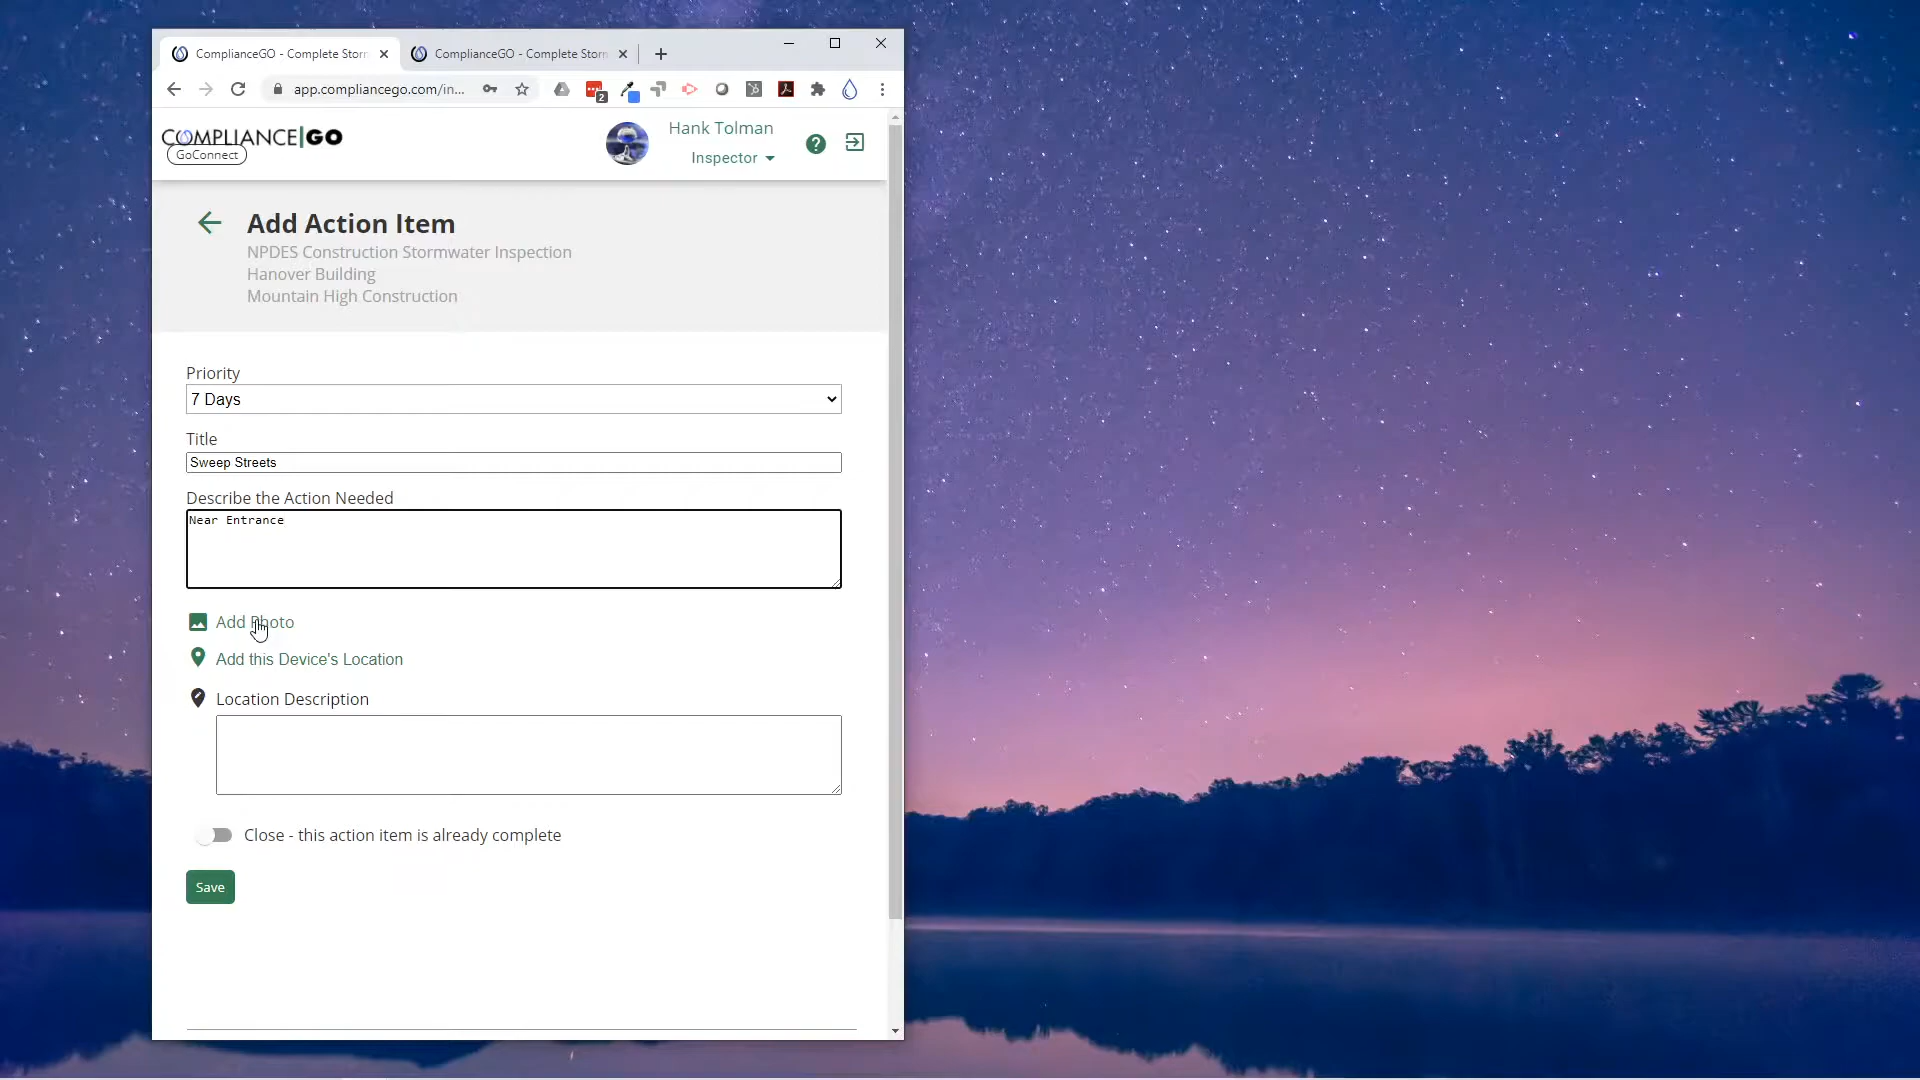 ComplianceGO - Complete Storm
ComplianceGO - Complete Storm
app.compliancego.com/in...
2
COMPLIANCE|GO
GoConnect
Hank Tolman
Inspector
Add Action Item
NPDES Construction Stormwater Inspection
Hanover Building
Mountain High Construction
Priority
7 Days
Title
Sweep Streets
Describe the Action Needed
Near Entrance
Add Photo
Add this Device's Location
Location Description
Close - this action item is already complete
Save